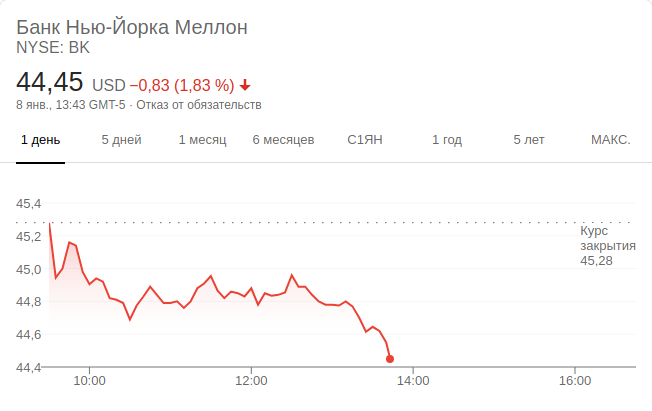 Банк Нью-Йорка Меллон
NYSE: BK
44,45 USD −0,83 (1,83 %)
8 янв., 13:43 GMT-5 · Отказ от обязательств
1 день 5 дней 1 месяц 6 месяцев С1ЯН 1 год 5 лет МАКС.
45,4
45,2
45,0
44,8
44,6
44,4
Курс
закрытия
45,28
10:00 12:00 14:00 16:00